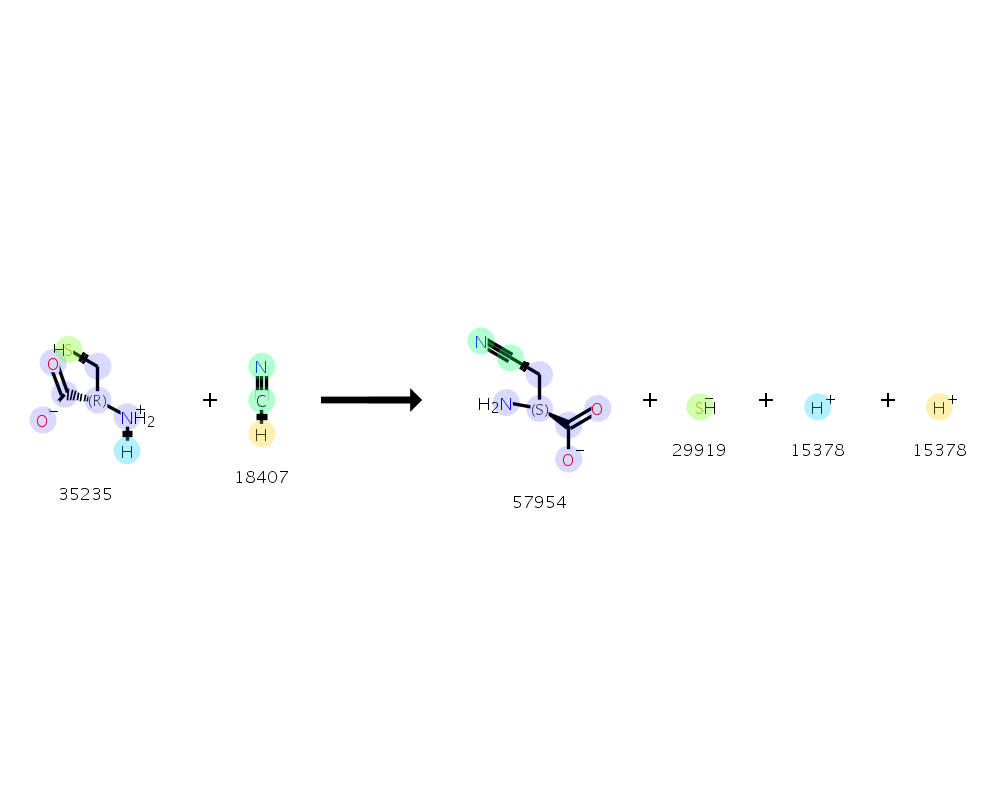 HS
O
(R)
O−
NH2+
H
35235
+
N
C
H
18407
N
H2N
(S)
O
O−
57954
+
SH−
29919
+
H+
15378
+
H+
15378